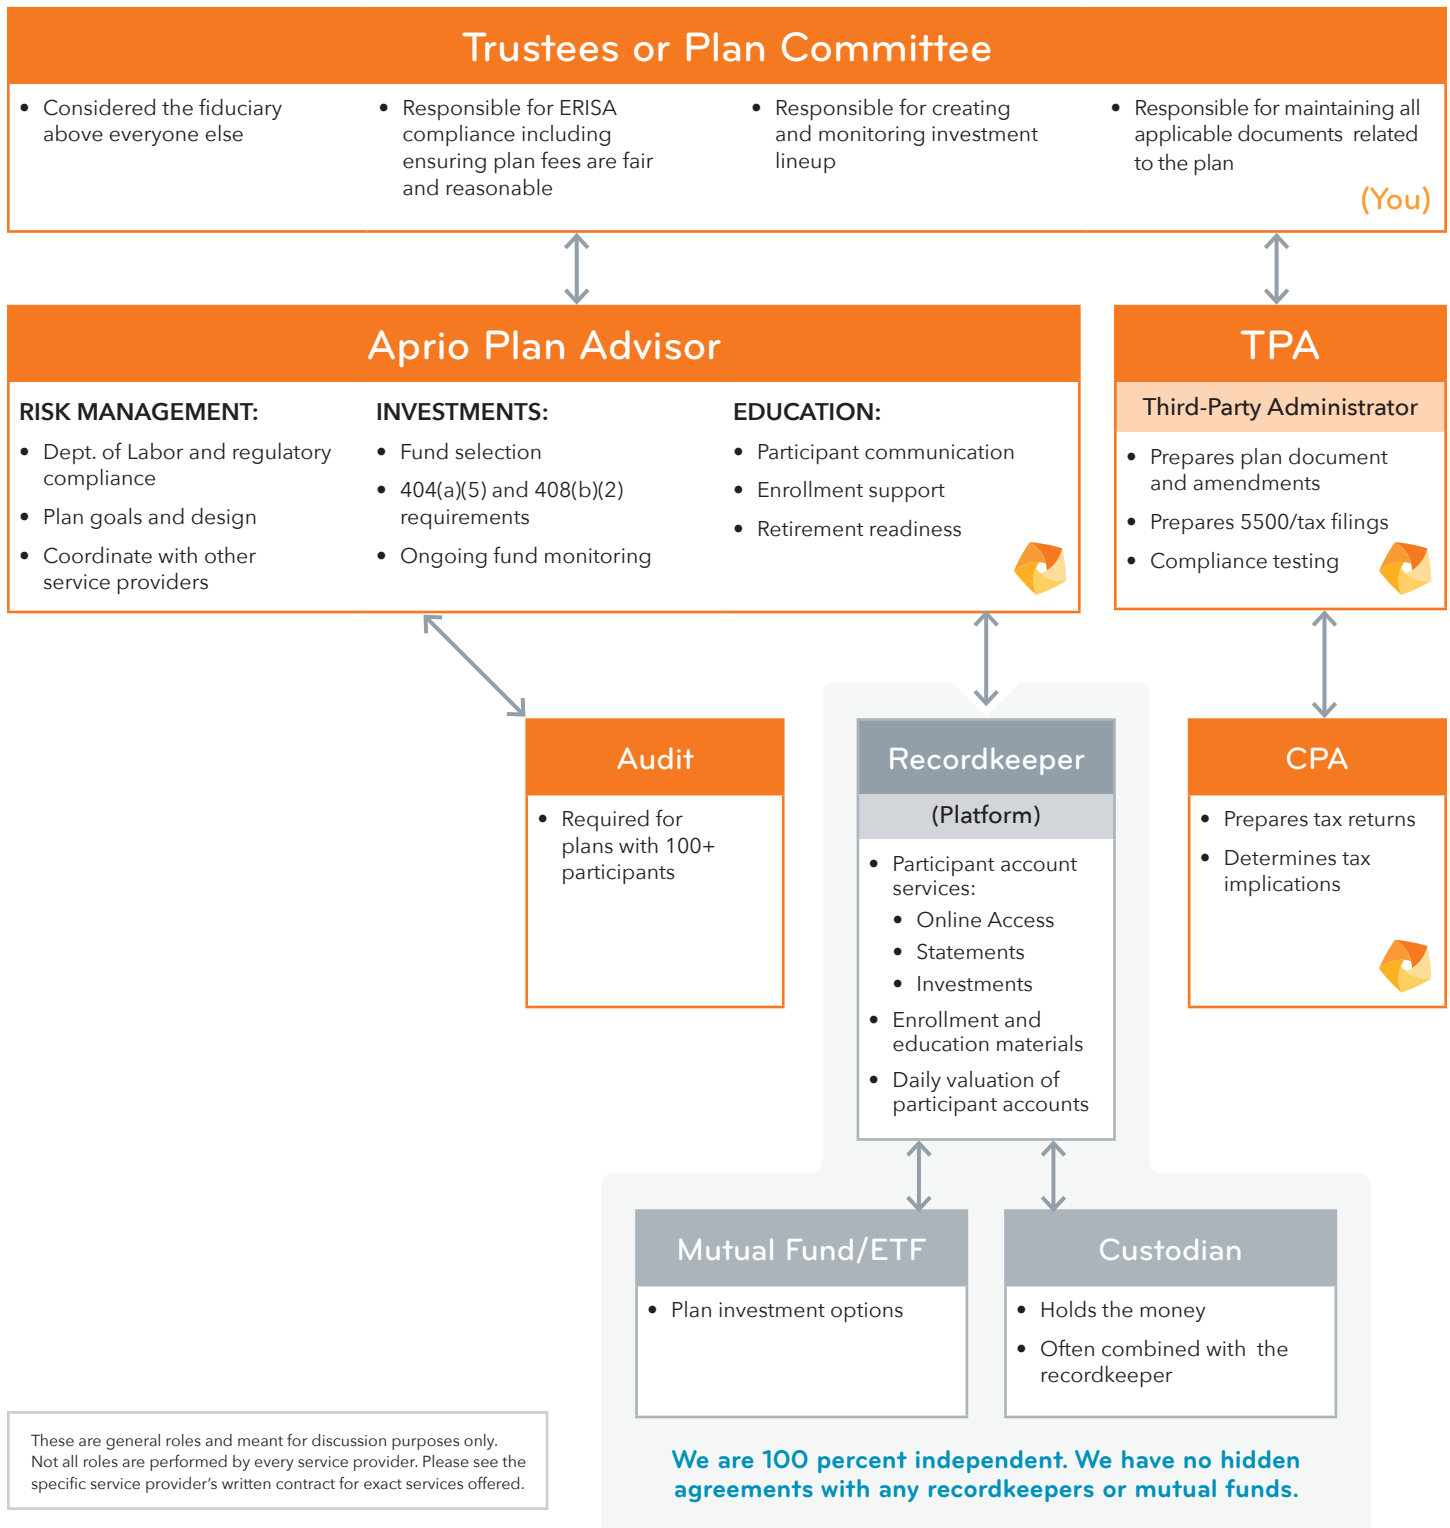 Trustees or Plan Committee
• Considered the fiduciary
above everyone else
• Responsible for ERISA
compliance including
ensuring plan fees are fair
and reasonable
• Responsible for creating
and monitoring investment
lineup
• Responsible for maintaining all
applicable documents related
to the plan
(You)
Aprio Plan Advisor
RISK MANAGEMENT:
• Dept. of Labor and regulatory
compliance
• Plan goals and design
• Coordinate with other
service providers
INVESTMENTS:
• Fund selection
• 404(a)(5) and 408(b)(2)
requirements
• Ongoing fund monitoring
EDUCATION:
• Participant communication
• Enrollment support
• Retirement readiness
TPA
Third-Party Administrator
• Prepares plan document
and amendments
• Prepares 5500/tax filings
• Compliance testing
Audit
• Required for
plans with 100+
participants
Recordkeeper
(Platform)
• Participant account
services:
• Online Access
• Statements
• Investments
• Enrollment and
education materials
• Daily valuation of
participant accounts
CPA
• Prepares tax returns
• Determines tax
implications
Mutual Fund/ETF
• Plan investment options
Custodian
• Holds the money
• Often combined with the
recordkeeper
These are general roles and meant for discussion purposes only.
Not all roles are performed by every service provider. Please see the
specific service provider's written contract for exact services offered.
We are 100 percent independent. We have no hidden
agreements with any recordkeepers or mutual funds.